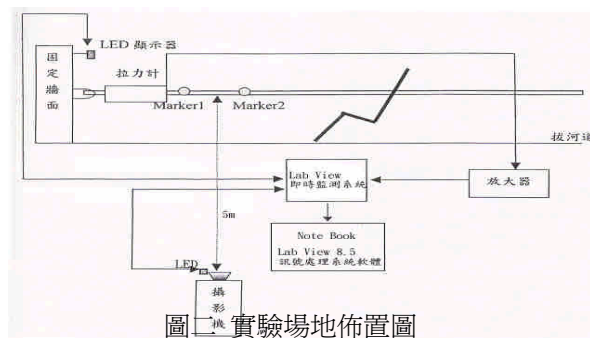 LED 顯示器
固定牆面
拉力計
Marker1
Marker2
拔河道
Lab View
即時監測系統
放大器
5m
Note Book
Lab View 8.5
訊號處理系統軟體
LED
攝影機
圖二 實驗場地佈置圖